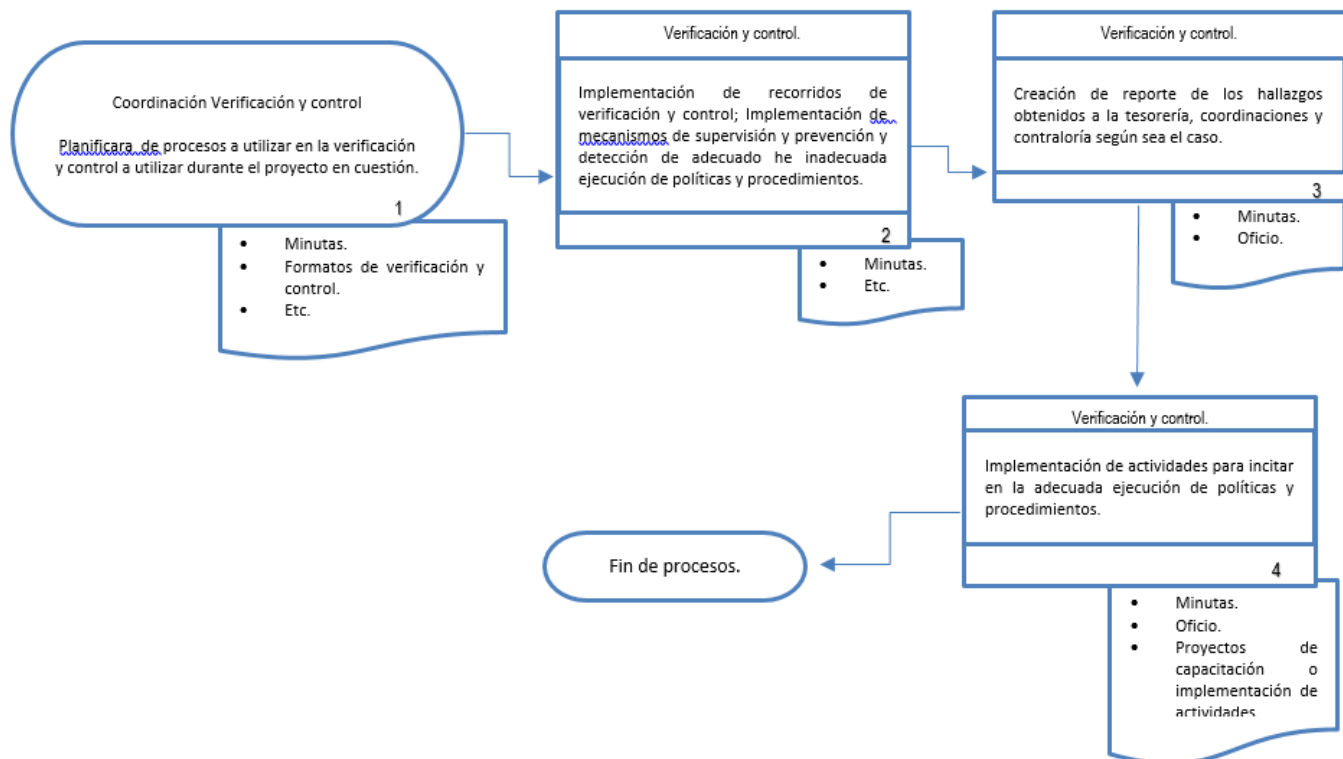 Coordinación Verificación y control
Planificara de procesos a utilizar en la verificación
y control a utilizar durante el proyecto en cuestión.
1
• Minutas.
• Formatos de verificación y
control.
• Etc.
Verificación y control.
Implementación de recorridos de
verificación y control; Implementación de
mecanismos de supervisión y prevención y
detección de adecuado he inadecuada
ejecución de políticas y procedimientos.
2
• Minutas.
• Etc.
Verificación y control.
Creación de reporte de los hallazgos
obtenidos a la tesorería, coordinaciones y
contraloría según sea el caso.
3
• Minutas.
• Oficio.
Verificación y control.
Implementación de actividades para incitar
en la adecuada ejecución de políticas y
procedimientos.
4
• Minutas.
• Oficio.
• Proyectos de
capacitación o
implementación de
actividades
Fin de procesos.